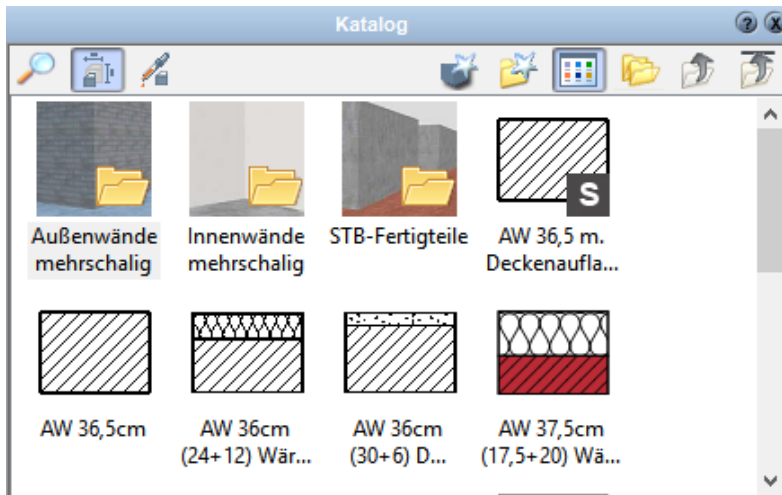 Katalog
Außenwände
mehrschalig
Innenwände
mehrschalig
STB-Fertigteile
S
AW 36,5 m.
Deckenaufla...
AW 36,5cm
AW 36cm
(24+12) Wär...
AW 36cm
(30+6) D...
AW 37,5cm
(17,5+20) Wä...